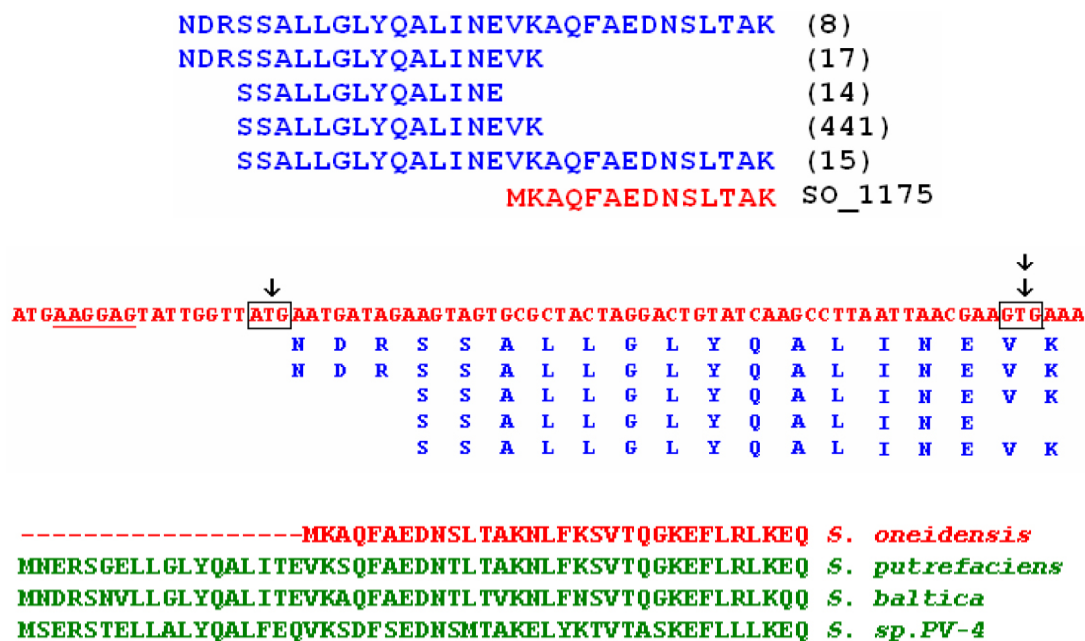 NDRSSALLGLYQALINEVKAQFAEDNSLTAK (8)
NDRSSALLGLYQALINEVK (17)
SSALLGLYQALINE (14)
SSALLGLYQALINEVK (441)
SSALLGLYQALINEVKAQFAEDNSLTAK (15)
MKAQFAEDNSLTAK SO_1175
↓
↓ ↓
ATGAAGGAGTATTGGTTATGAATGATAGAAGTAGTGCGCTACTAGGACTGTATCAAGCCTTAATTAACGAAGTGAAA
N D R S S A L L G L Y Q A L I N E V K
N D R S S A L L G L Y Q A L I N E V K
S S A L L G L Y Q A L I N E V K
S S A L L G L Y Q A L I N E
S S A L L G L Y Q A L I N E V K
-----------------MKAQFAEDNSLTAKNLFKSVTQGKEFLRLKEQ S. oneidensis
MNERSGELLGLYQALITEVKSQFAEDNTLTAKNLFKSVTQGKEFLRLKEQ S. putrefaciens
MNDRSNVLLGLYQALITEVKAQFAEDNTLTVKNLFNSVTQGKEFLRLKQQ S. baltica
MSERSTELLALYQALFEQVKSDFSEDNSMTAKELYKTVTASKEFLLLKEQ S. sp.PV-4